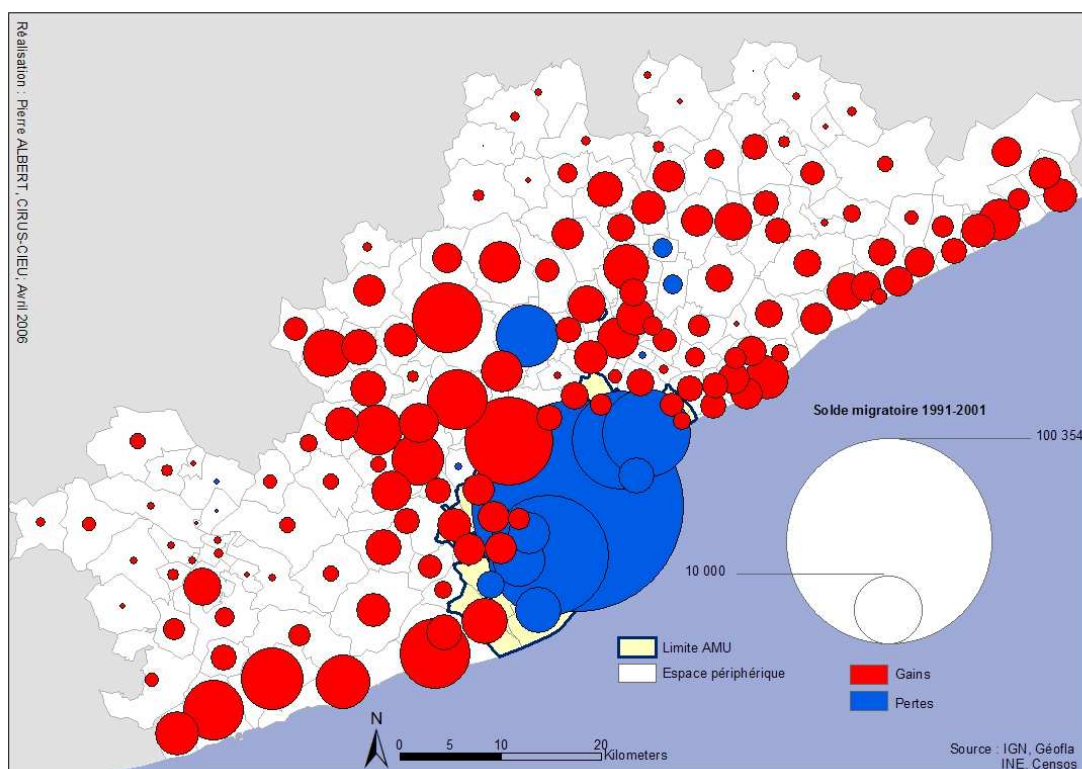 Réalisation : Pierre ALBERT, CIRUS-CIEU, Avril 2006
Solde migratoire 1991-2001
100 354
10 000
Limite AMU
Espace périphérique
Gains
Pertes
N
0 5 10 20
Kilometers
Source : IGN, Géofla
INE, Censos